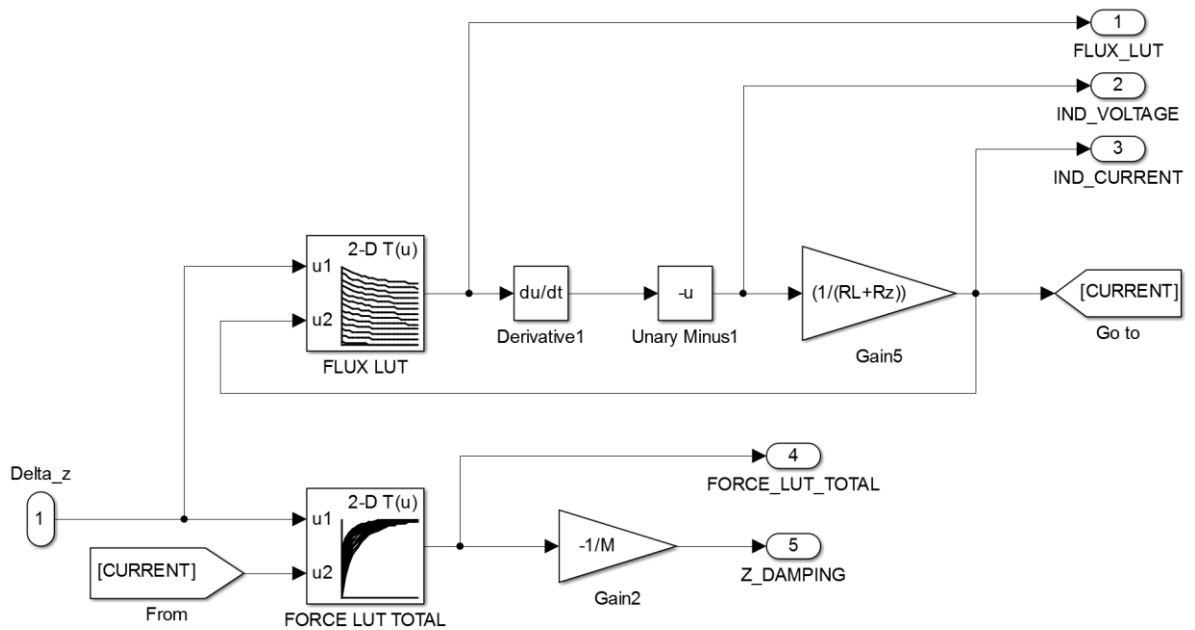 1
FLUX_LUT
2
IND_VOLTAGE
3
IND_CURRENT
2-D T(u)
u1
u2
FLUX LUT
du/dt
Derivative1
-u
Unary Minus1
(1/(RL+Rz))
Gain5
[CURRENT]
Go to
Delta_z
1
[CURRENT]
From
2-D T(u)
u1
u2
FORCE LUT TOTAL
4
FORCE_LUT_TOTAL
-1/M
Gain2
5
Z_DAMPING